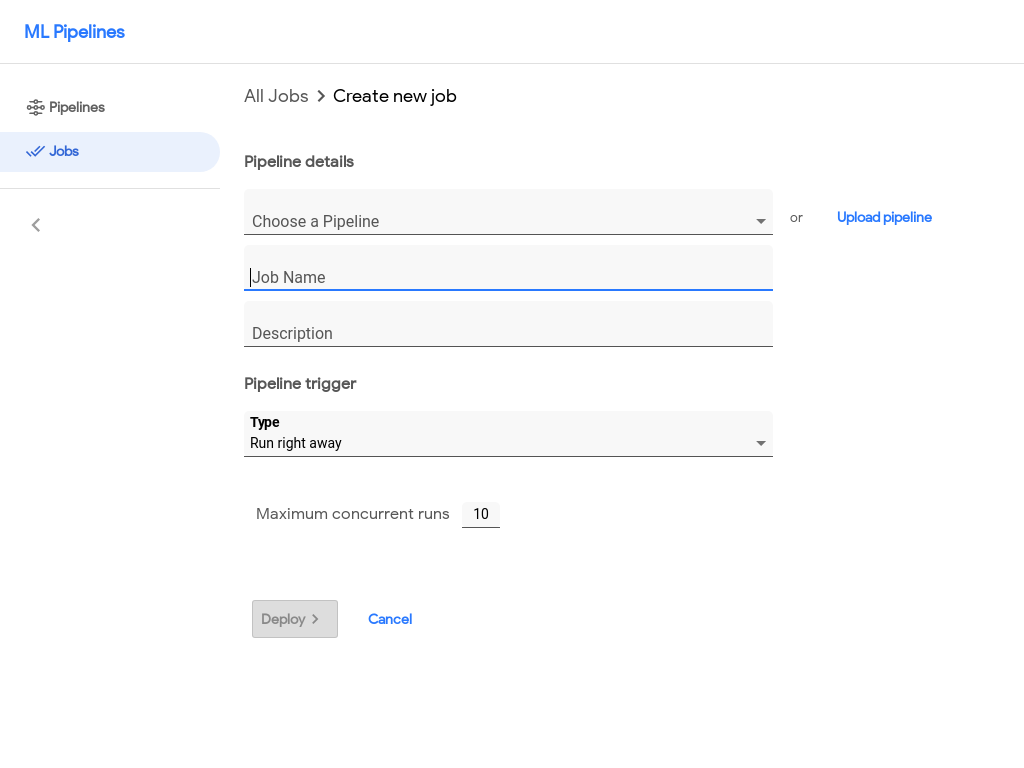 ML Pipelines
Pipelines
Jobs
All Jobs > Create new job
Pipeline details
Choose a Pipeline
or
Upload pipeline
Job Name
Description
Pipeline trigger
Type
Run right away
Maximum concurrent runs 10
Deploy
Cancel